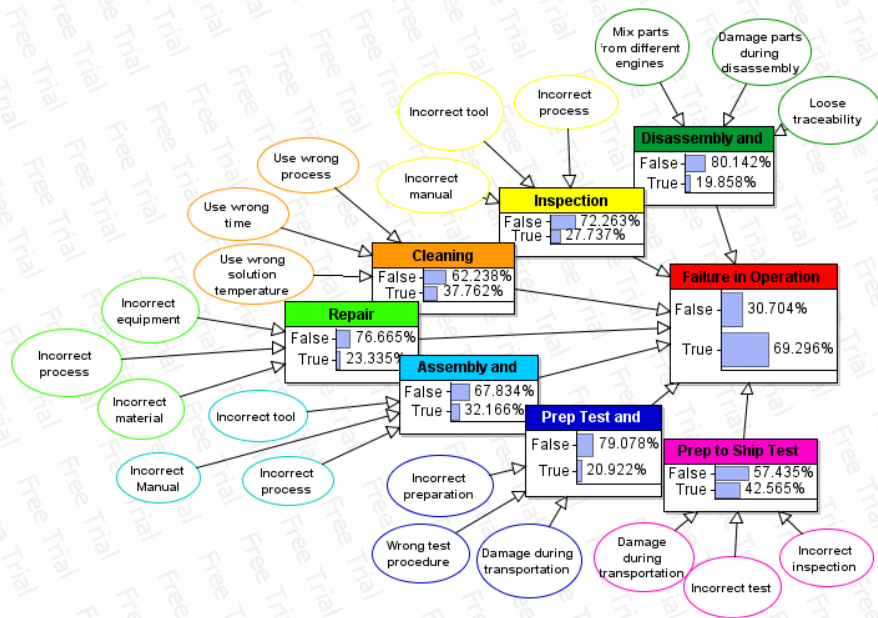 Mix parts
from different
engines
Damage parts
during
disassembly
Loose
traceability
Incorrect
process
Incorrect tool
Disassembly and
False 80.142%
True 19.858%
Use wrong
process
Incorrect
manual
Inspection
False 72.263%
True 27.737%
Use wrong
time
Cleaning
False 62.238%
True 37.762%
Use wrong
solution
temperature
Failure in Operation
False 30.704%
True 69.296%
Incorrect
equipment
Repair
False 76.665%
True 23.335%
Incorrect
process
Incorrect
material
Assembly and
False 67.834%
True 32.166%
Incorrect tool
Incorrect
Manual
Incorrect
process
Prep Test and
False 79.078%
True 20.922%
Prep to Ship Test
False 57.435%
True 42.565%
Incorrect
preparation
Wrong test
procedure
Damage during
transportation
Damage
during
transportation
Incorrect test
Incorrect
inspection
Free Trial